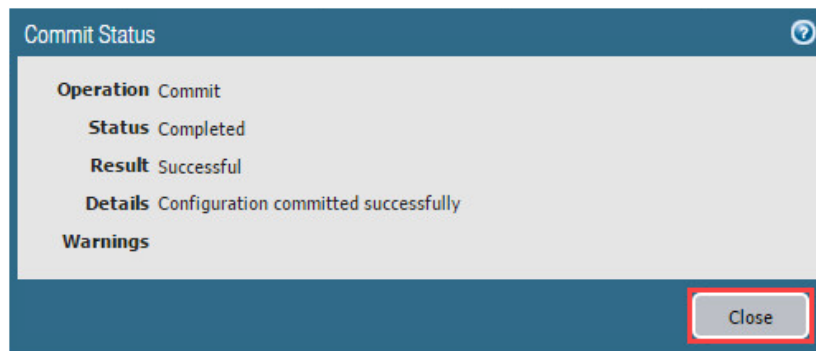 Commit Status
Operation Commit
Status Completed
Result Successful
Details Configuration committed successfully
Warnings
Close